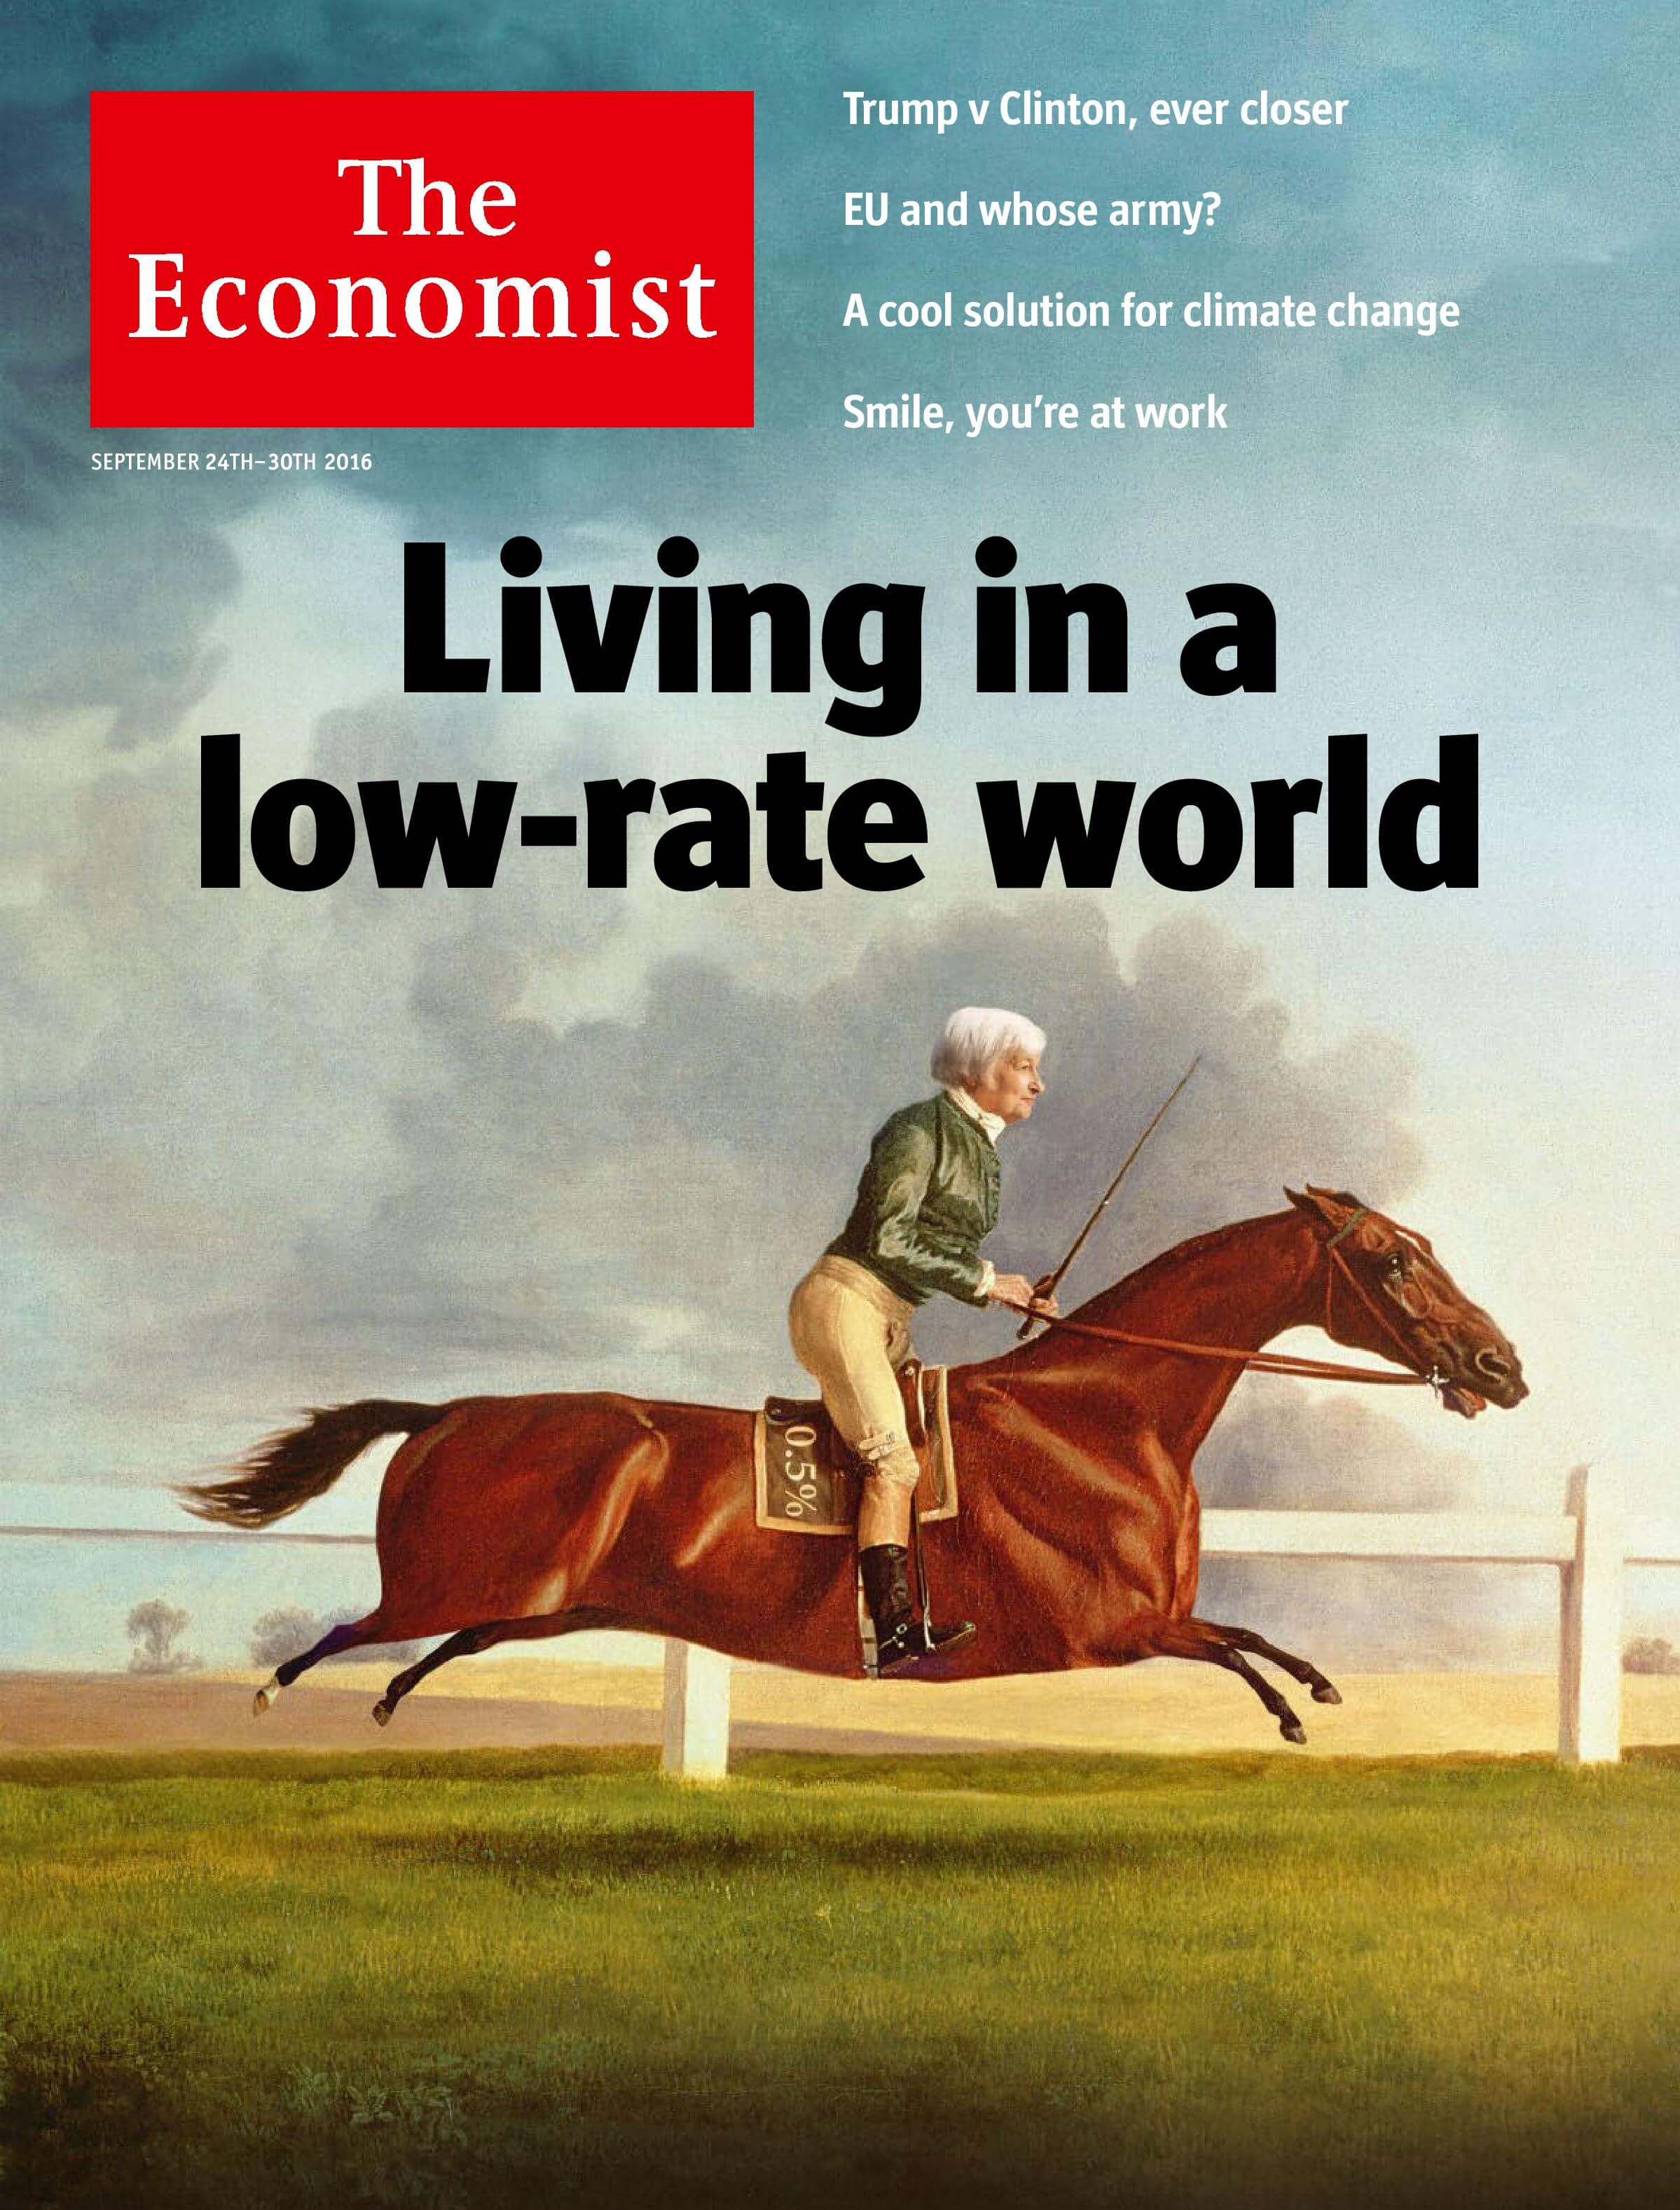 The
Economist
SEPTEMBER 24TH–30TH 2016
Trump v Clinton, ever closer
EU and whose army?
A cool solution for climate change
Smile, you're at work
Living in a
low-rate world
0.5%